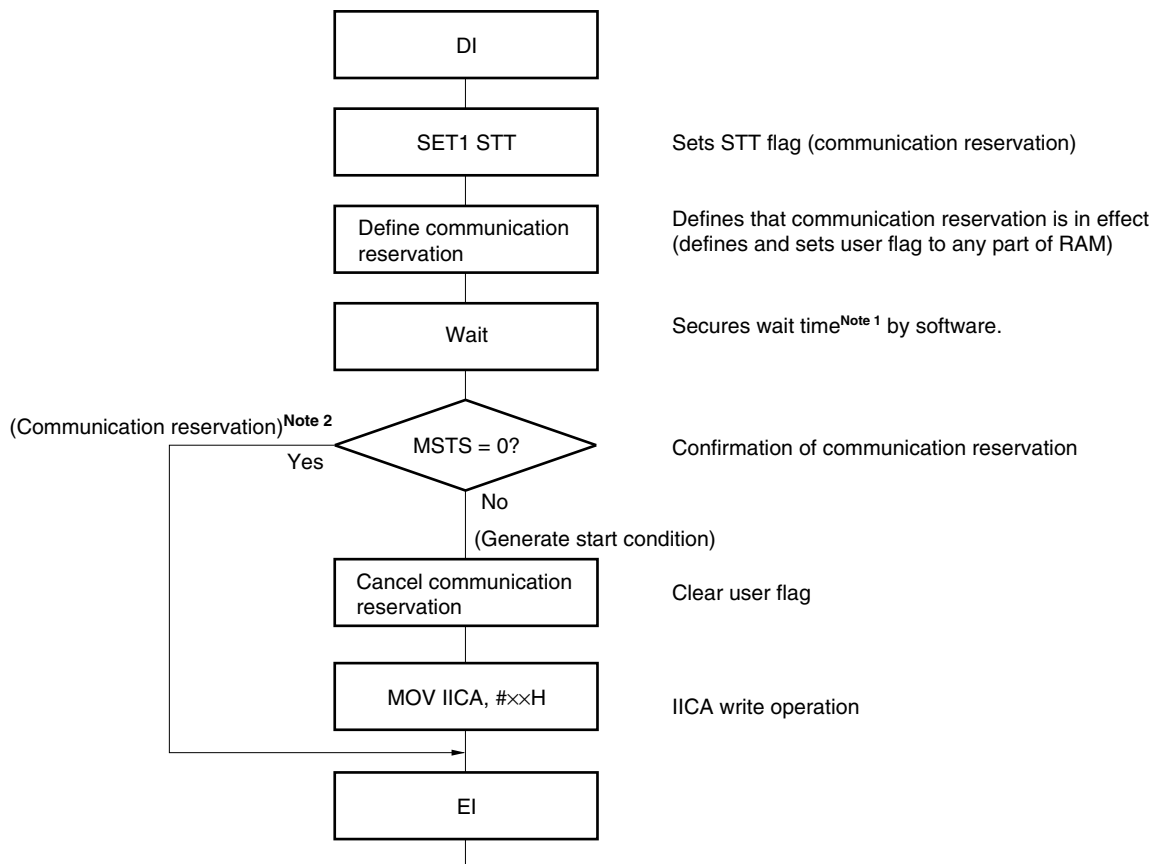 DI
SET1 STT
Sets STT flag (communication reservation)
Define communication
reservation
Defines that communication reservation is in effect
(defines and sets user flag to any part of RAM)
Wait
Secures wait time Note 1 by software.
(Communication reservation) Note 2
Yes
MSTS = 0?
Confirmation of communication reservation
No
(Generate start condition)
Cancel communication
reservation
Clear user flag
MOV IICA, #××H
IICA write operation
EI